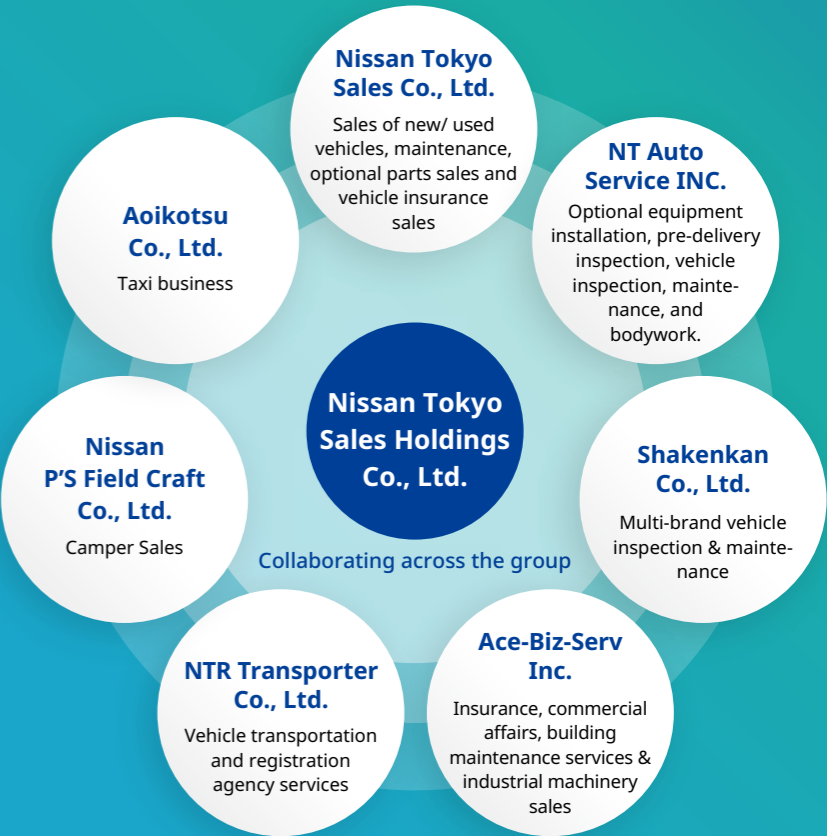 Nissan Tokyo
Sales Co., Ltd.
Sales of new/ used
vehicles, maintenance,
optional parts sales and
vehicle insurance
sales
NT Auto
Service INC.
Optional equipment
installation, pre-delivery
inspection, vehicle
inspection, mainte-
nance, and
bodywork.
Aoikotsu
Co., Ltd.
Taxi business
Nissan Tokyo
Sales Holdings
Co., Ltd.
Collaborating across the group
Nissan
P’S Field Craft
Co., Ltd.
Camper Sales
Shakenkan
Co., Ltd.
Multi-brand vehicle
inspection & mainte-
nance
NTR Transporter
Co., Ltd.
Vehicle transportation
and registration
agency services
Ace-Biz-Serv
Inc.
Insurance, commercial
affairs, building
maintenance services &
industrial machinery
sales